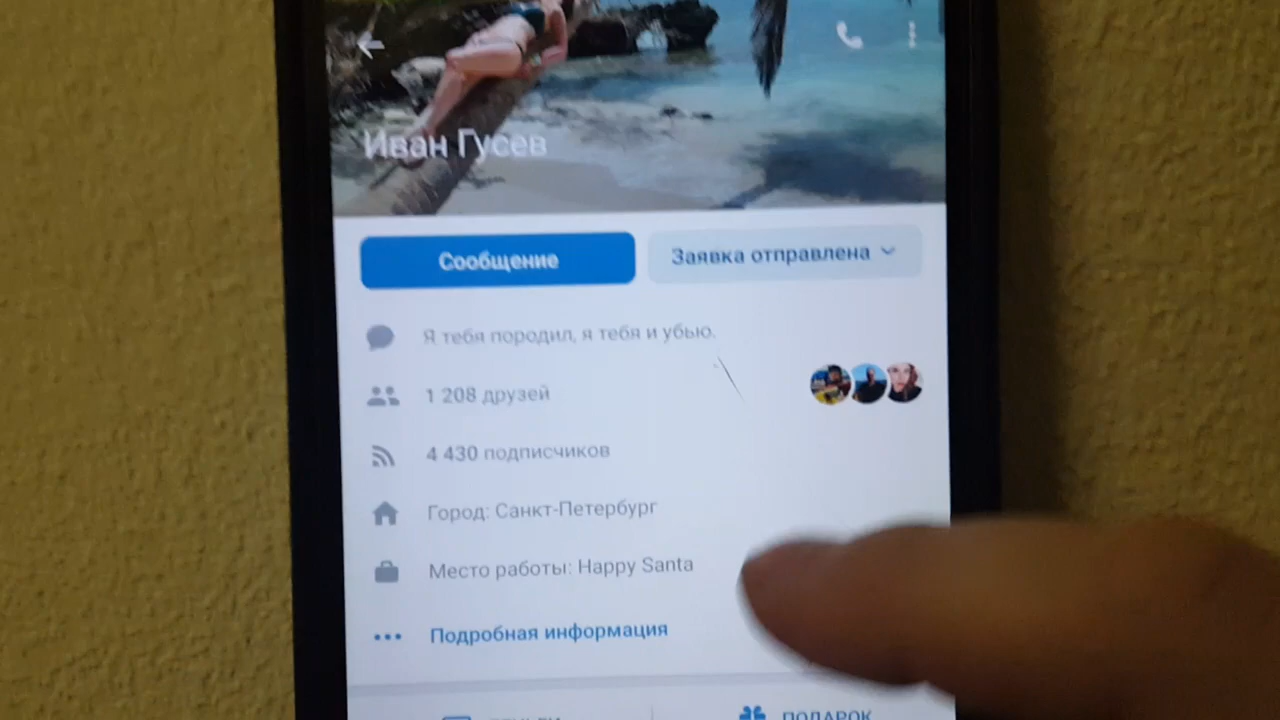 Иван Гусев
Сообщение
Заявка отправлена
Я тебя породил, я тебя и убью.
1 208 друзей
4 430 подписчиков
Город: Санкт-Петербург
Место работы: Happy Santa
Подробная информация
ПОДАРОК